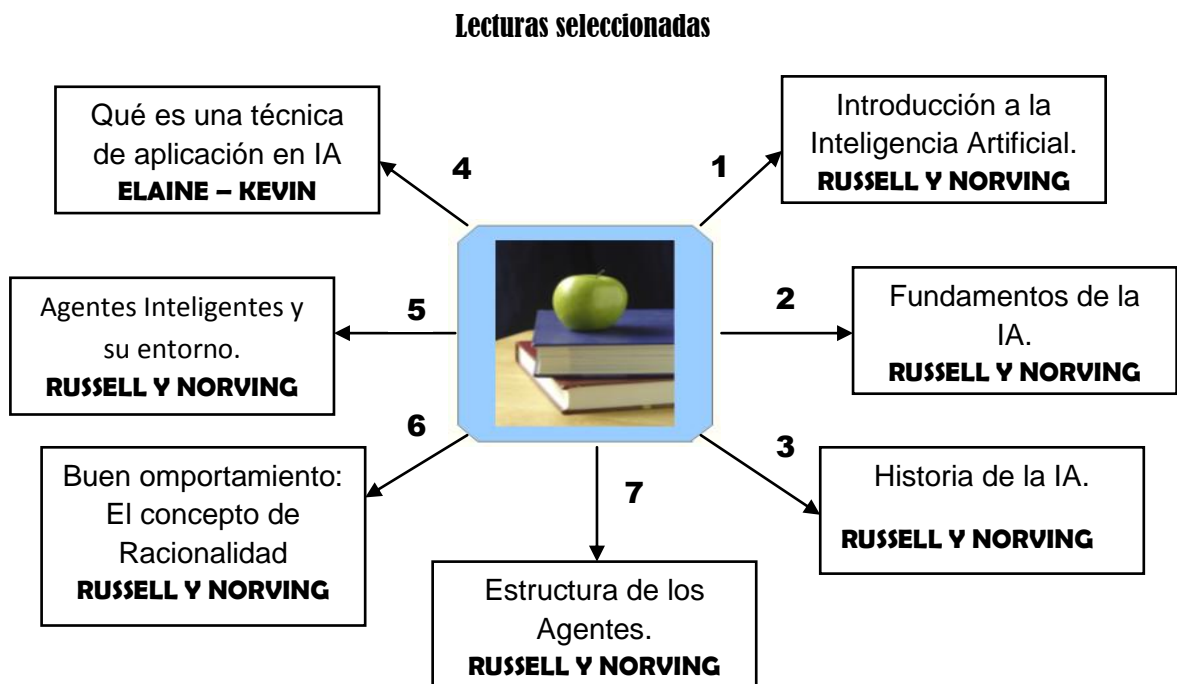 Lecturas seleccionadas
Qué es una técnica
de aplicación en IA
ELAINE – KEVIN
4
1
Introducción a la
Inteligencia Artificial.
RUSSELL Y NORVING
Agentes Inteligentes y
su entorno.
RUSSELL Y NORVING
5
2
Fundamentos de la
IA.
RUSSELL Y NORVING
6
Buen omportamiento:
El concepto de
Racionalidad
RUSSELL Y NORVING
7
3
Historia de la IA.
RUSSELL Y NORVING
Estructura de los
Agentes.
RUSSELL Y NORVING